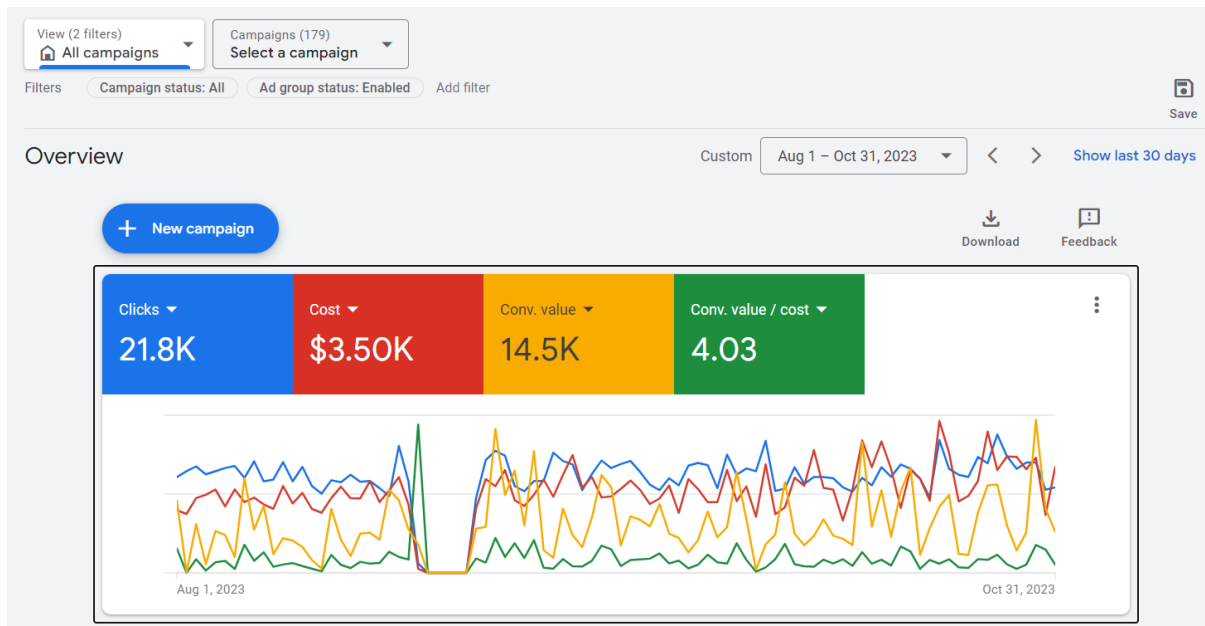 View (2 filters)
All campaigns
Campaigns (179)
Select a campaign
Filters
Campaign status: All
Ad group status: Enabled
Add filter
Save
Overview
Custom
Aug 1 – Oct 31, 2023
Show last 30 days
New campaign
Download
Feedback
Clicks
21.8K
Cost
$3.50K
Conv. value
14.5K
Conv. value / cost
4.03
Aug 1, 2023
Oct 31, 2023